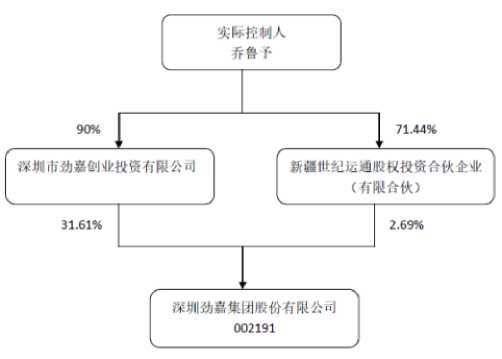 实际控制人
乔鲁予
90%
71.44%
深圳市劲嘉创业投资有限公司
新疆世纪运通股权投资合伙企业
（有限合伙）
31.61%
2.69%
深圳劲嘉集团股份有限公司
002191